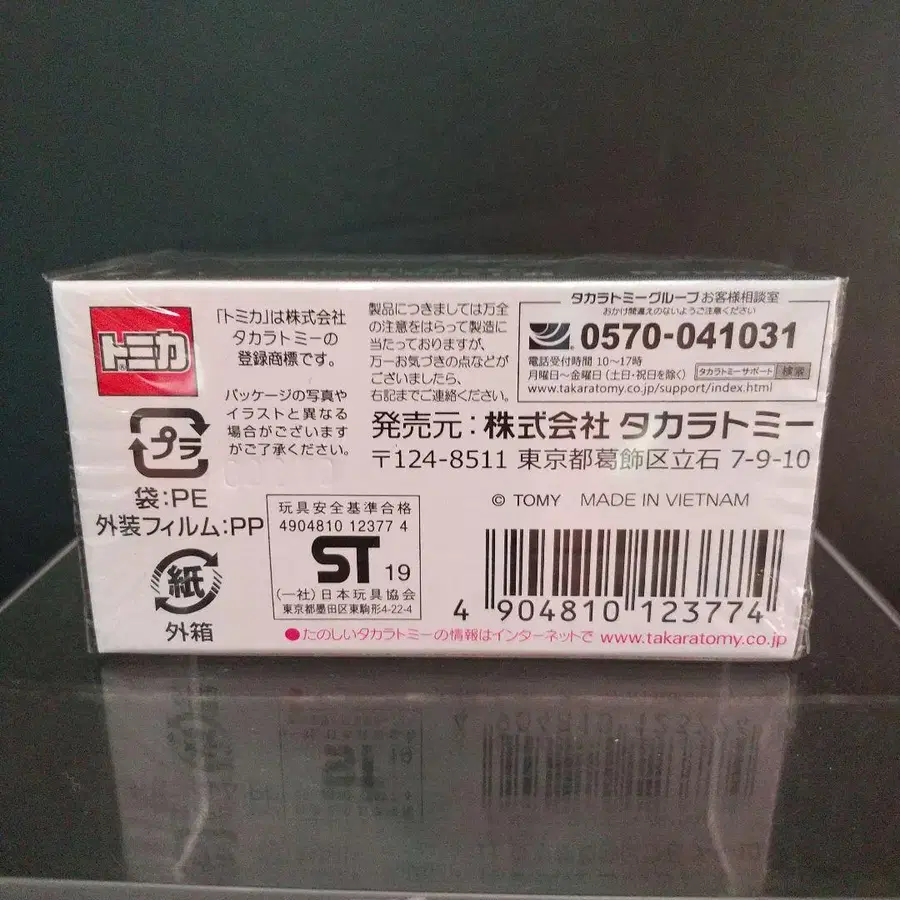 トミカ
®
「トミカ」は株式会社
タカラトミーの
登録商標です。
パッケージの写真や
イラストと異なる
場合がございます
がご了承ください。
製品につきましては万全
の注意をはらって製造に
当たっておりますが、
万一お気づきの点などが
ございましたら、
右記までご連絡ください。
タカラトミーグループお客様相談室
おかけ間違えのないようご注意ください
0570-041031
電話受付時間 10〜17時
月曜日〜金曜日 (土日・祝日を除く) タカラトミーサポート 検索
www.takaratomy.co.jp/support/index.html
発売元:株式会社 タカラトミー
〒124-8511 東京都葛飾区立石 7-9-10
© TOMY MADE IN VIETNAM
プラ
袋:PE
外装フィルム:PP
紙
外箱
玩具安全基準合格
4904810 12377 4
ST 19
(一社)日本玩具協会
東京都墨田区東駒形4-22-4
4 904810 123774
●たのしいタカラトミーの情報はインターネットで www.takaratomy.co.jp